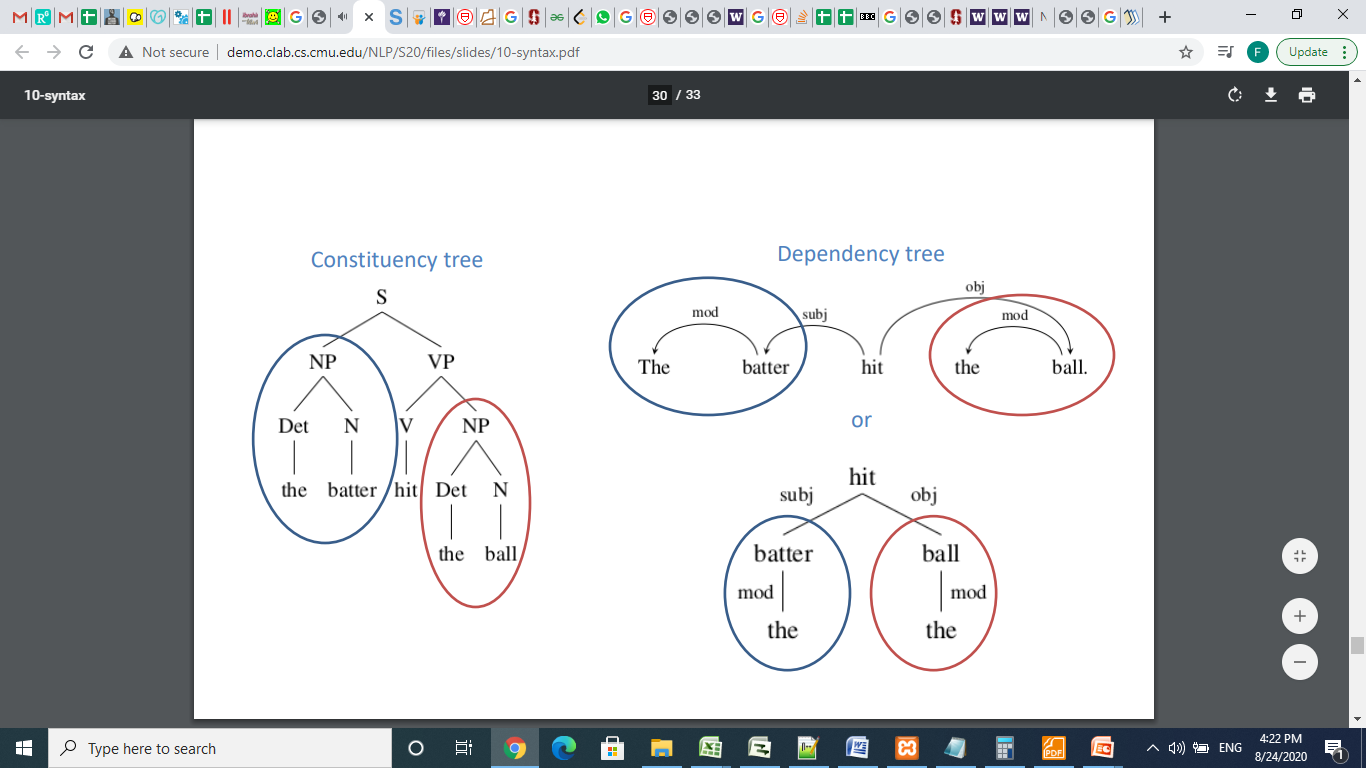 Not secure demo.clab.cs.cmu.edu/NLP/S20/files/slides/10-syntax.pdf
F
Update
10-syntax
30 / 33
Constituency tree
S
NP VP
Det N V NP
the batter hit Det N
the ball
Dependency tree
obj
mod subj mod
The batter hit the ball.
or
hit
subj obj
batter ball
mod mod
the the
Type here to search
ENG
4:22 PM
8/24/2020
1